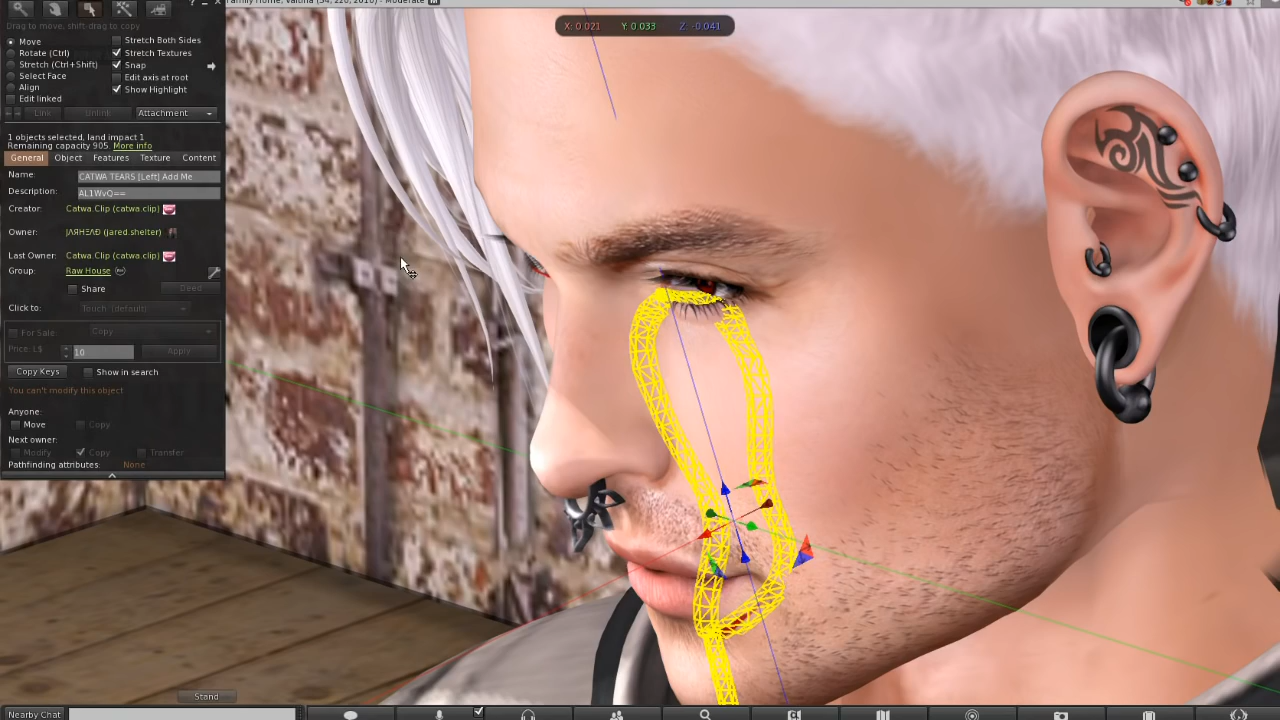 Family Home, Valtina (54, 220, 2010) - Moderate
X: 0.021 Y: 0.033 Z: -0.041
Drag to move, shift-drag to copy
Move
Rotate (Ctrl)
Stretch (Ctrl+Shift)
Select Face
Align
Edit linked
Stretch Both Sides
Stretch Textures
Snap
Edit axis at root
Show Highlight
Link
Unlink
Attachment
1 objects selected, land impact 1
Remaining capacity 905. More info
General Object Features Texture Content
Name: CATWA TEARS [Left] Add Me
Description: AL1WvQ==
Creator: Catwa Clip (catwa.clip)
Owner: JΛЯHΞΛÐ (jared.shelter)
Last Owner: Catwa Clip (catwa.clip)
Group: Raw House
Share
Deed
Click to: Touch (default)
For Sale: Copy
Price: L$ 10 Apply
Copy Keys Show in search
You can't modify this object
Anyone:
Move Copy
Next owner:
Modify Copy Transfer
Pathfinding attributes: None
Stand
Nearby Chat